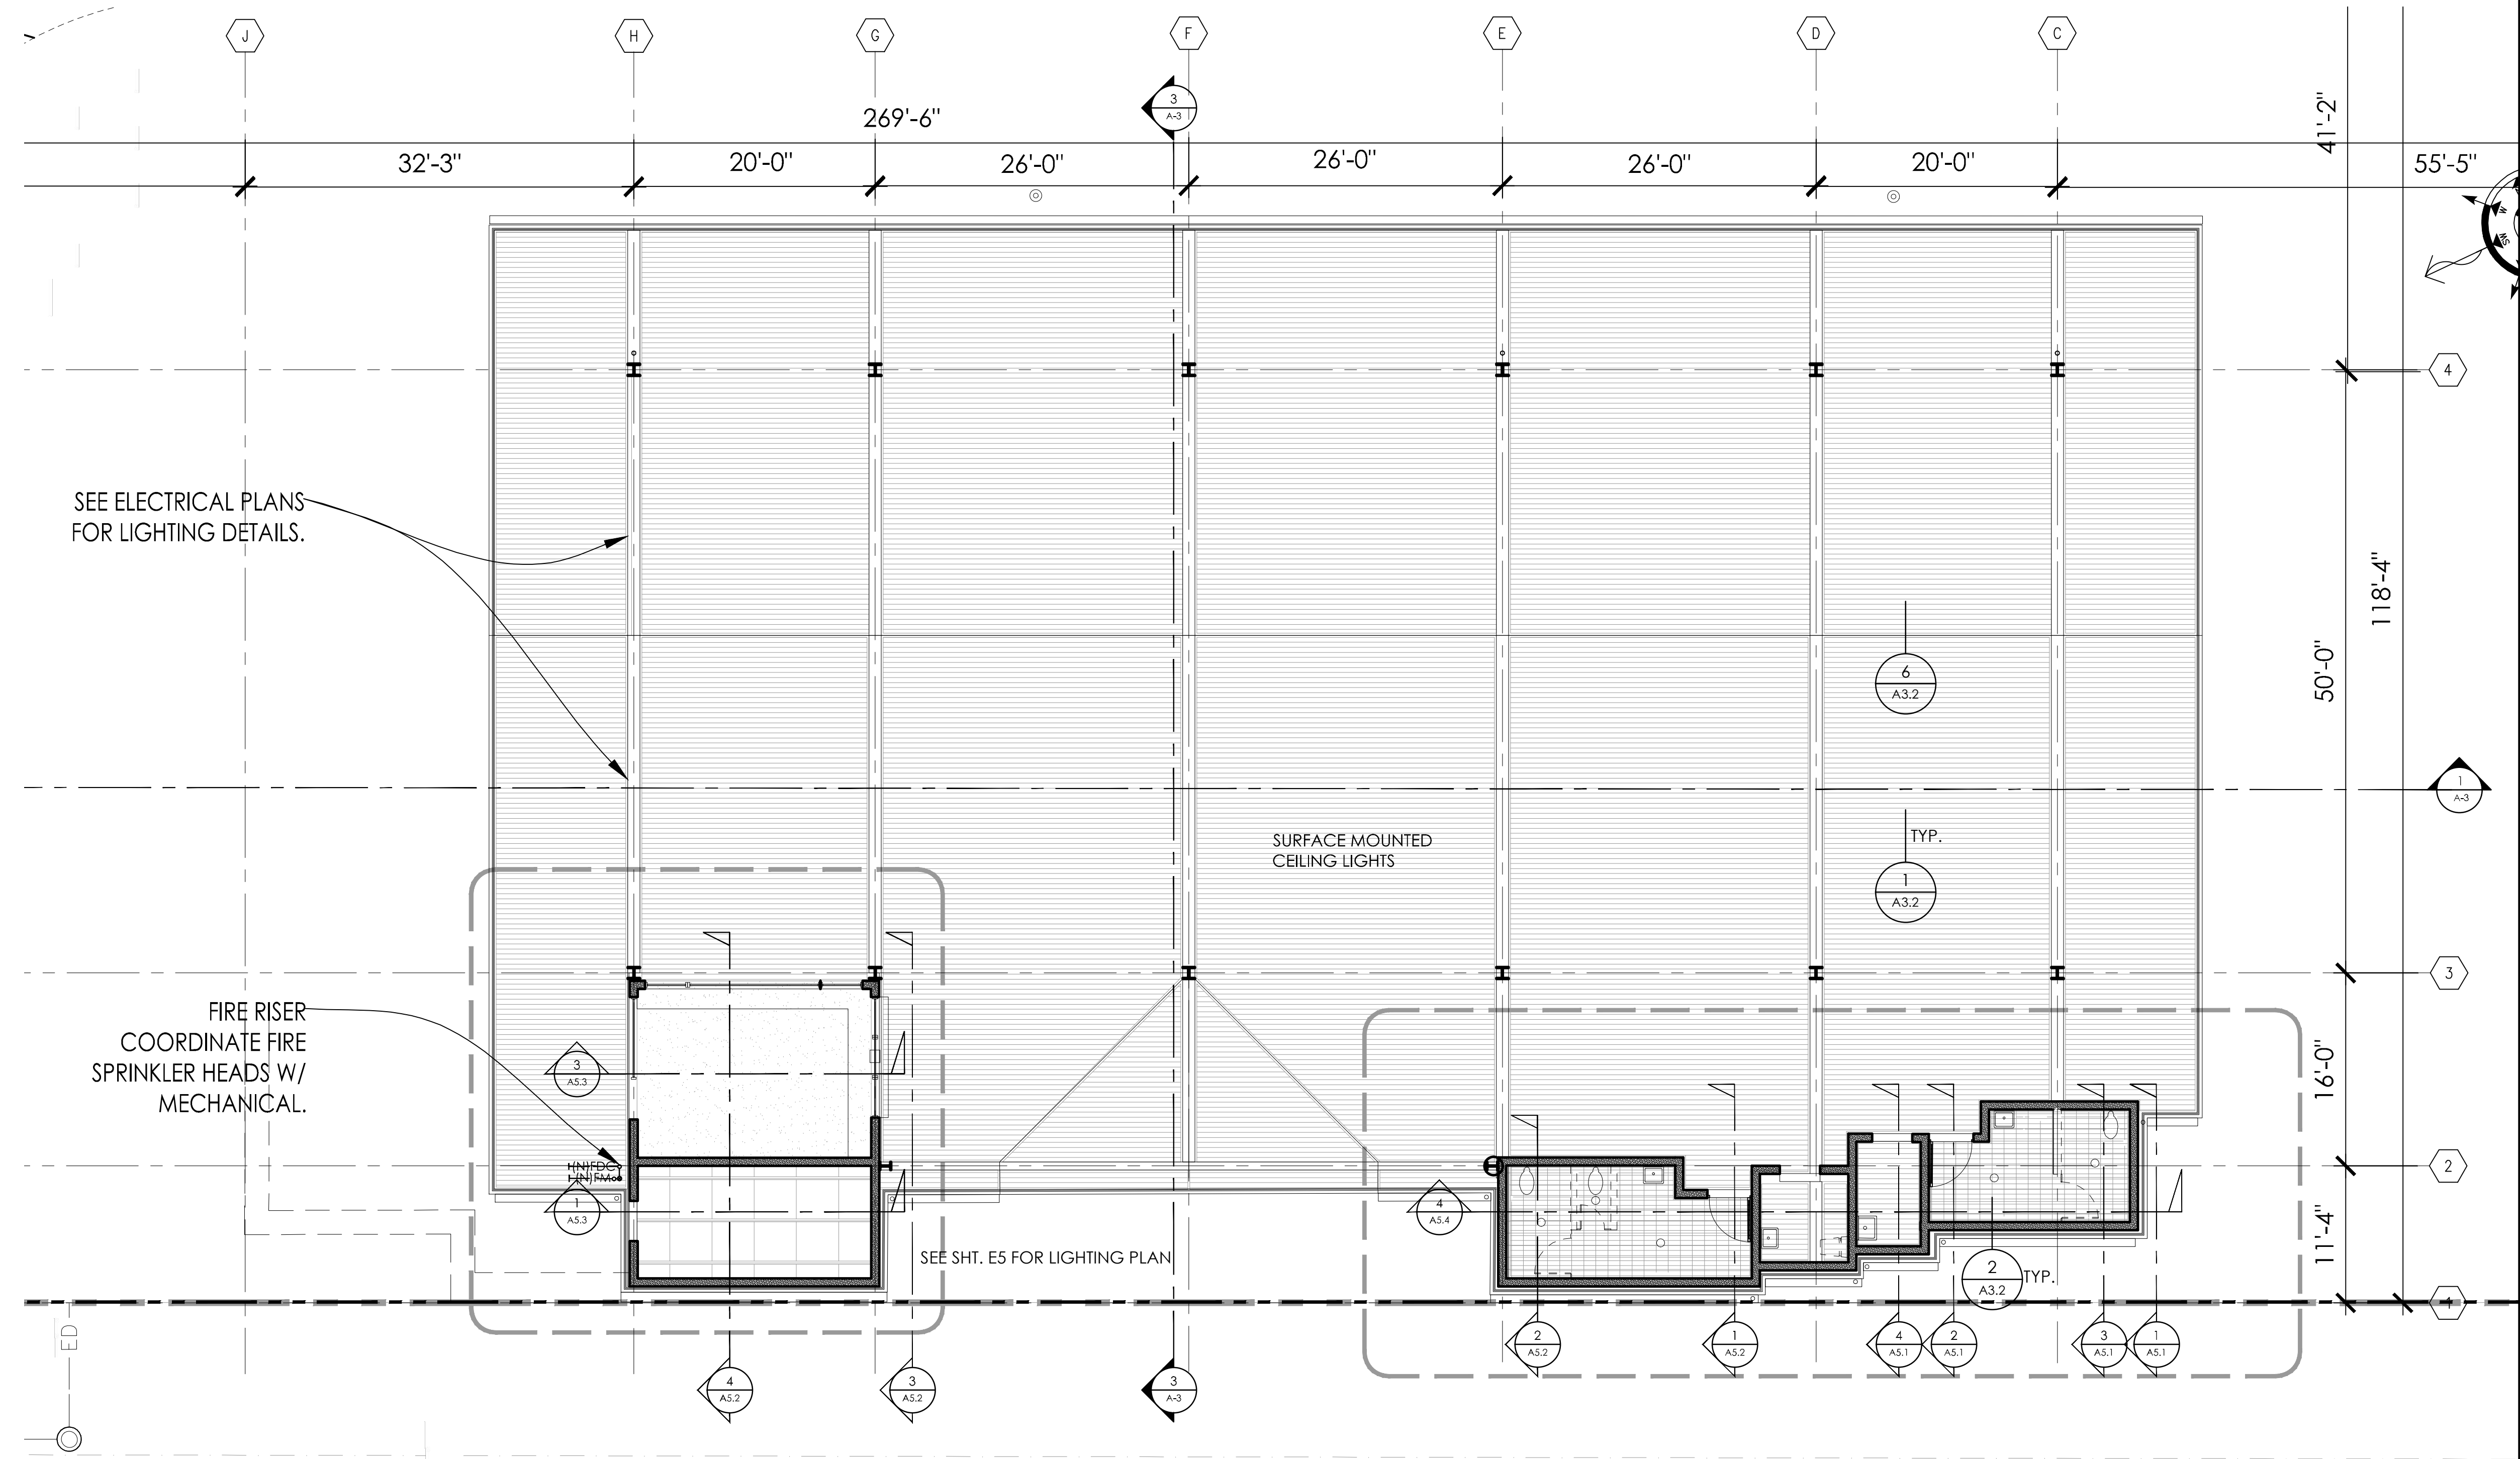 J
H
G
F
E
D
C
3
A-3
269'-6"
41'-2"
32'-3"
20'-0"
26'-0"
26'-0"
26'-0"
20'-0"
55'-5"
W
SW
4
SEE ELECTRICAL PLANS
FOR LIGHTING DETAILS.
118'-4"
50'-0"
6
A3.2
1
A-3
SURFACE MOUNTED
CEILING LIGHTS
TYP.
1
A3.2
3
FIRE RISER
COORDINATE FIRE
SPRINKLER HEADS W/
MECHANICAL.
3
A5.3
16'-0"
(N)FDC
(N)FM
2
1
A5.3
4
A5.4
11'-4"
SEE SHT. E5 FOR LIGHTING PLAN
2
A3.2
TYP.
1
ED
2
A5.2
1
A5.2
4
A5.1
2
A5.1
3
A5.1
1
A5.1
4
A5.2
3
A5.2
3
A-3